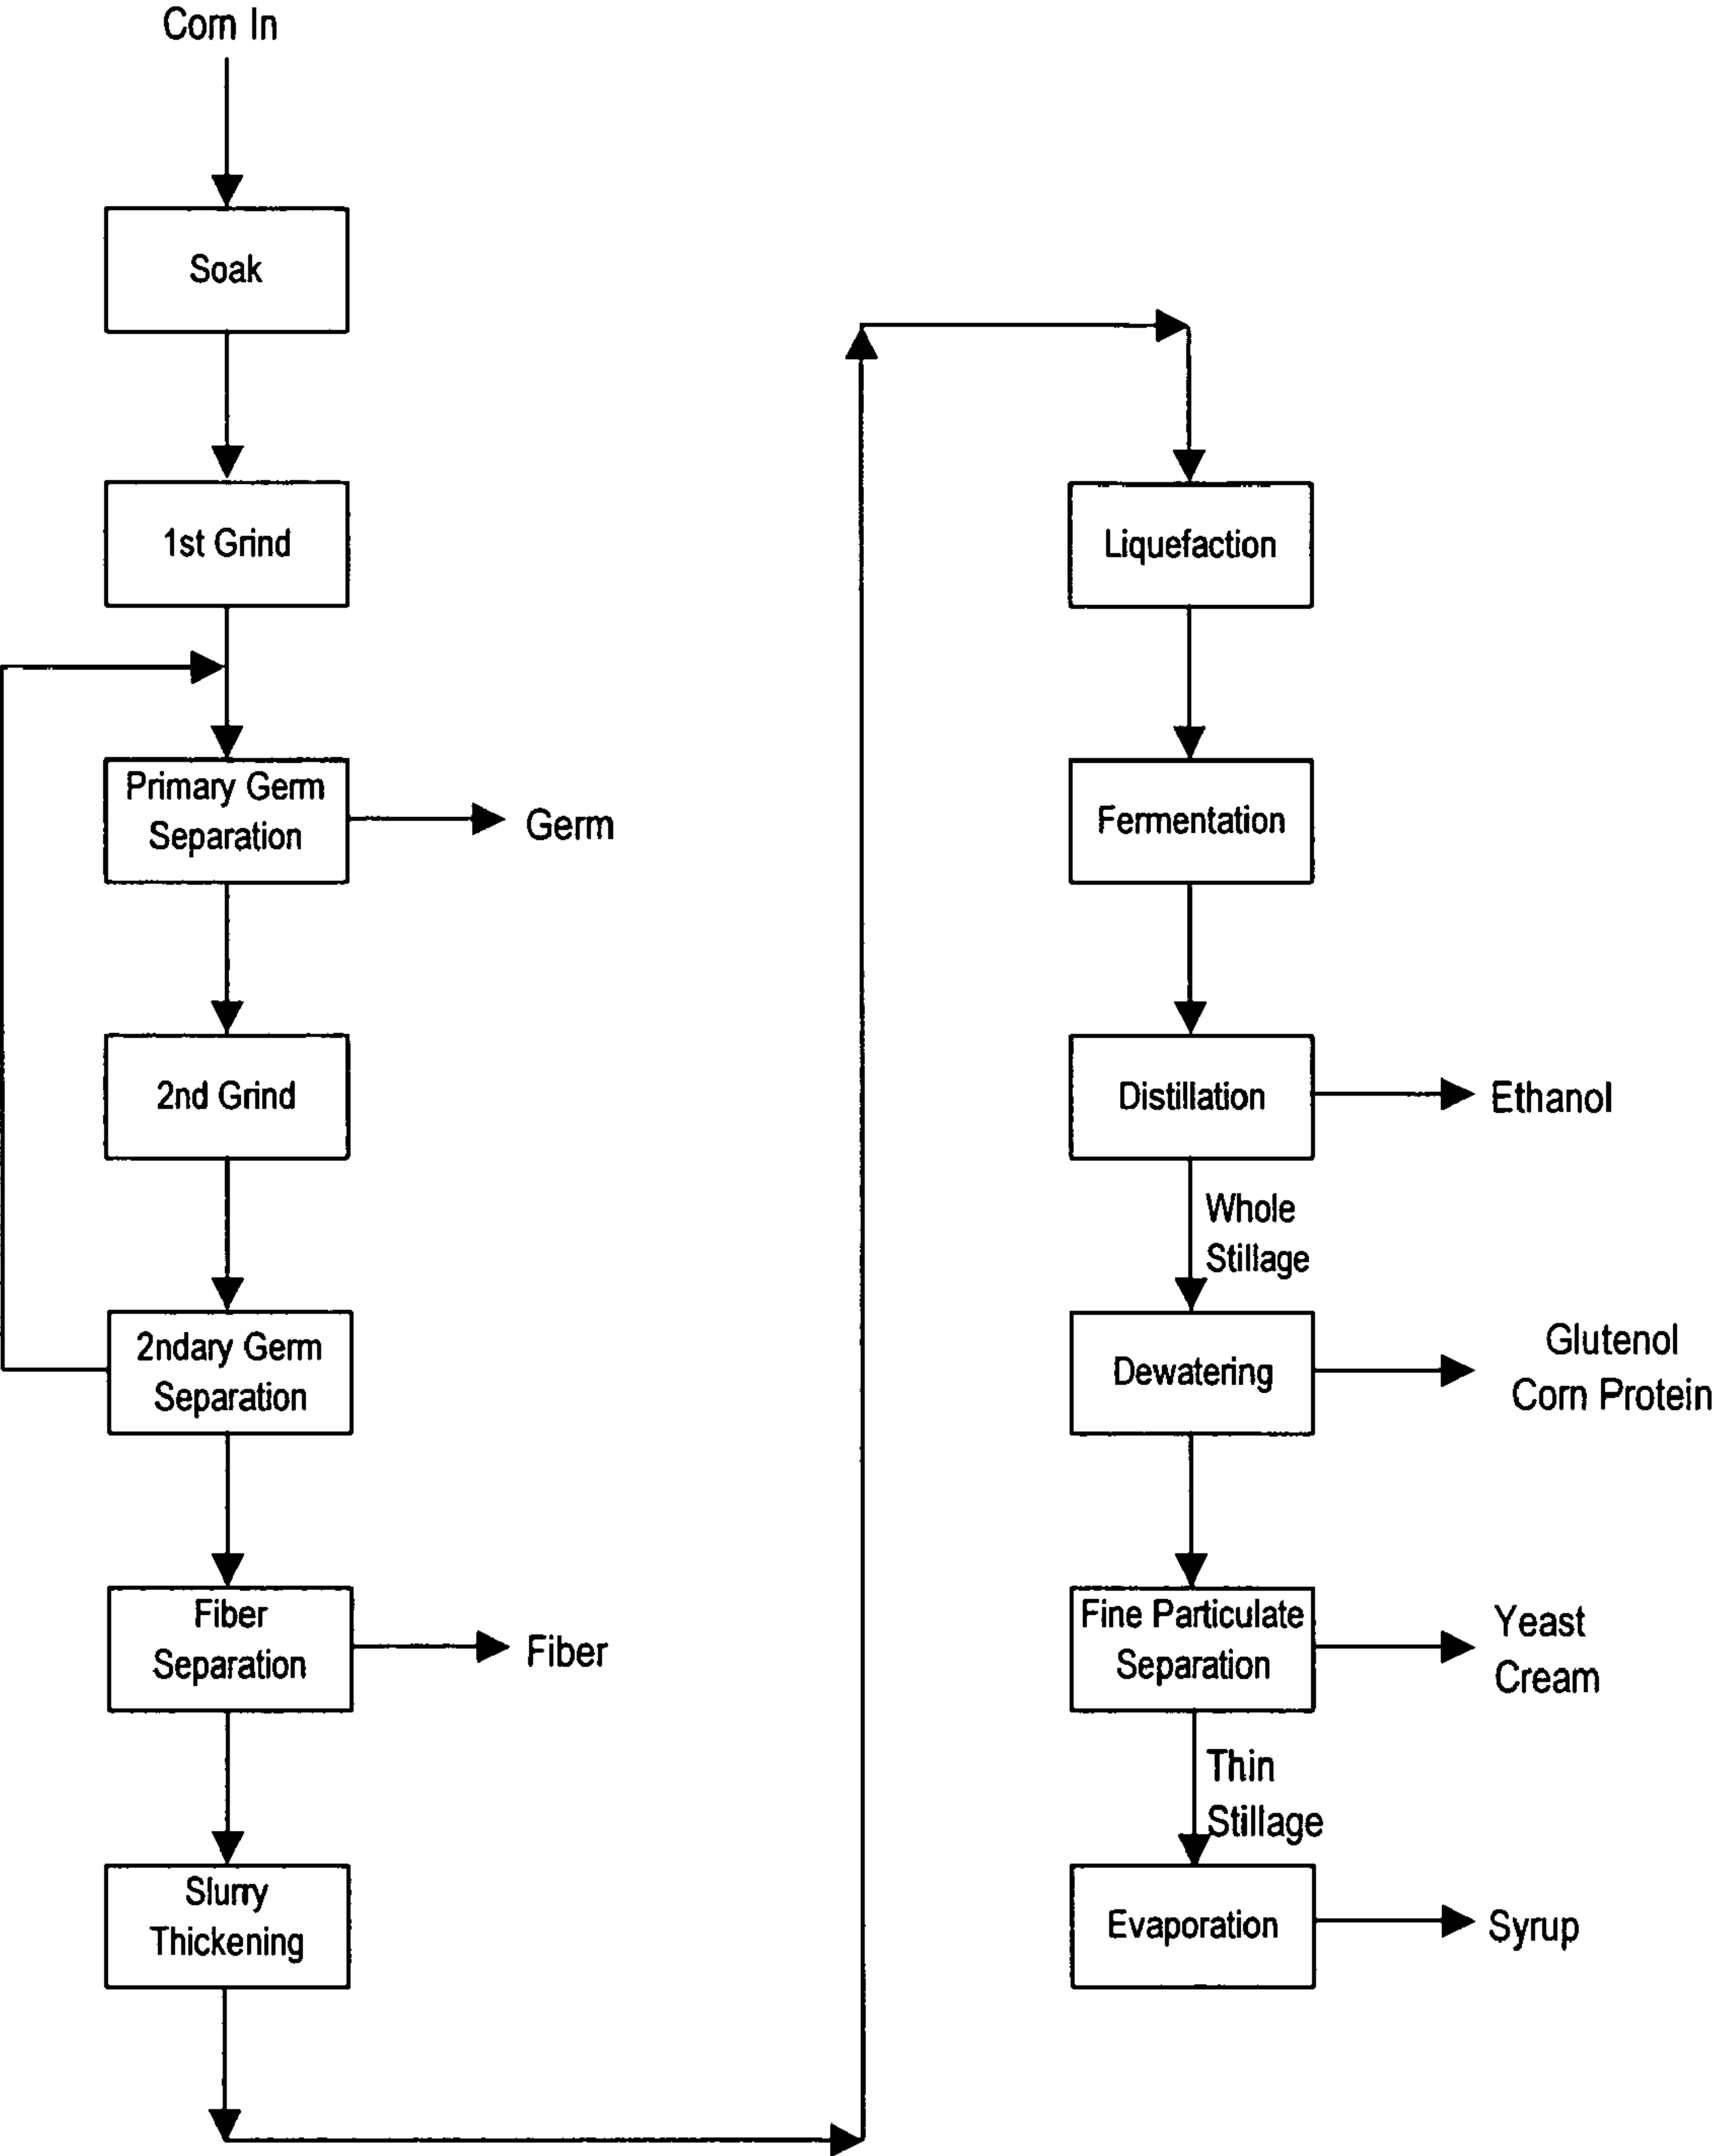 Corn In
Soak
1st Grind
Primary Germ
Separation
Germ
2nd Grind
2ndary Germ
Separation
Fiber
Separation
Fiber
Slurry
Thickening
Liquefaction
Fermentation
Distillation
Ethanol
Whole
Stillage
Dewatering
Glutenol
Corn Protein
Fine Particulate
Separation
Yeast
Cream
Thin
Stillage
Evaporation
Syrup